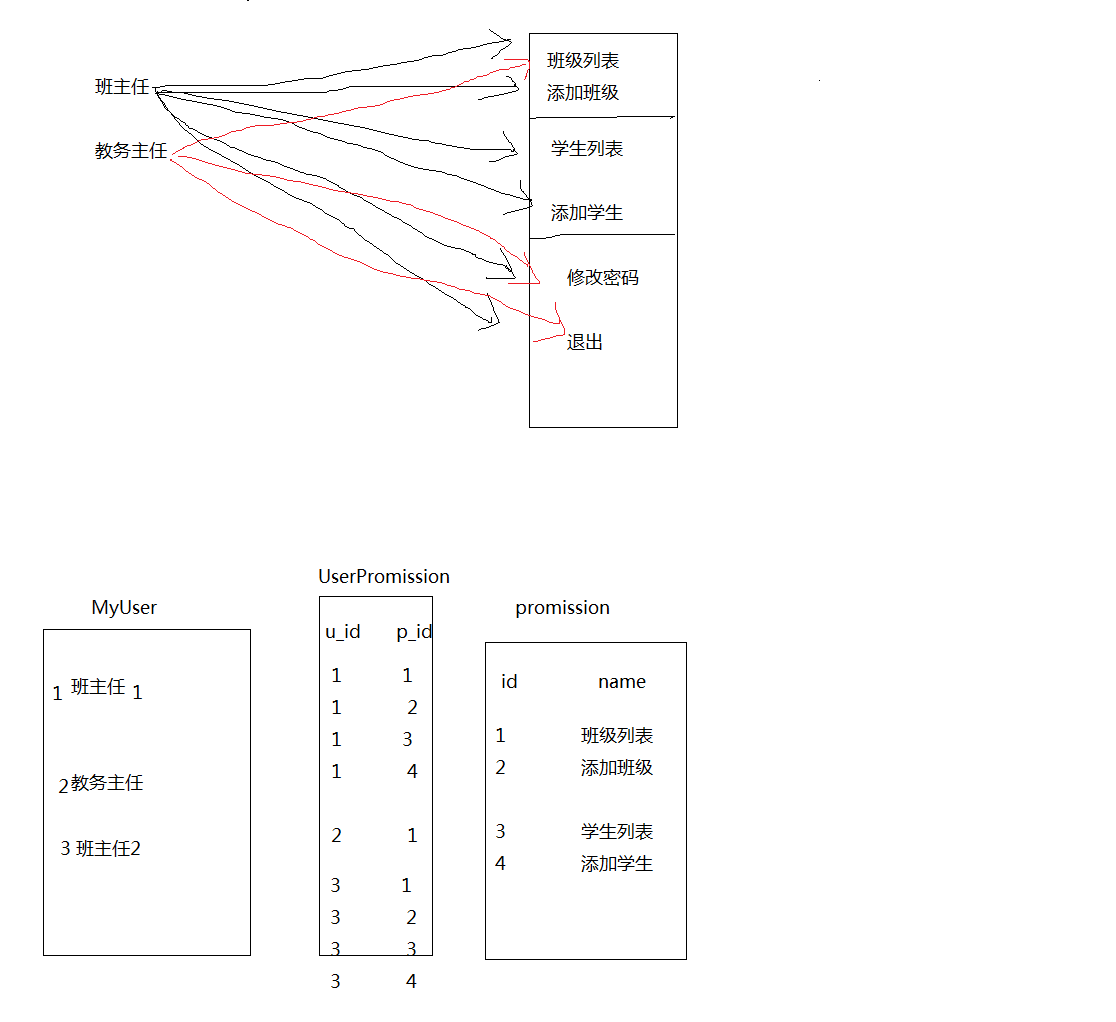 班主任
教务主任
班级列表
添加班级
学生列表
添加学生
修改密码
退出
MyUser
1 班主任 1
2教务主任
3 班主任2
UserPromission
u_id p_id
1 1
1 2
1 3
1 4
2 1
3 1
3 2
3 3
3 4
promission
id name
1 班级列表
2 添加班级
3 学生列表
4 添加学生